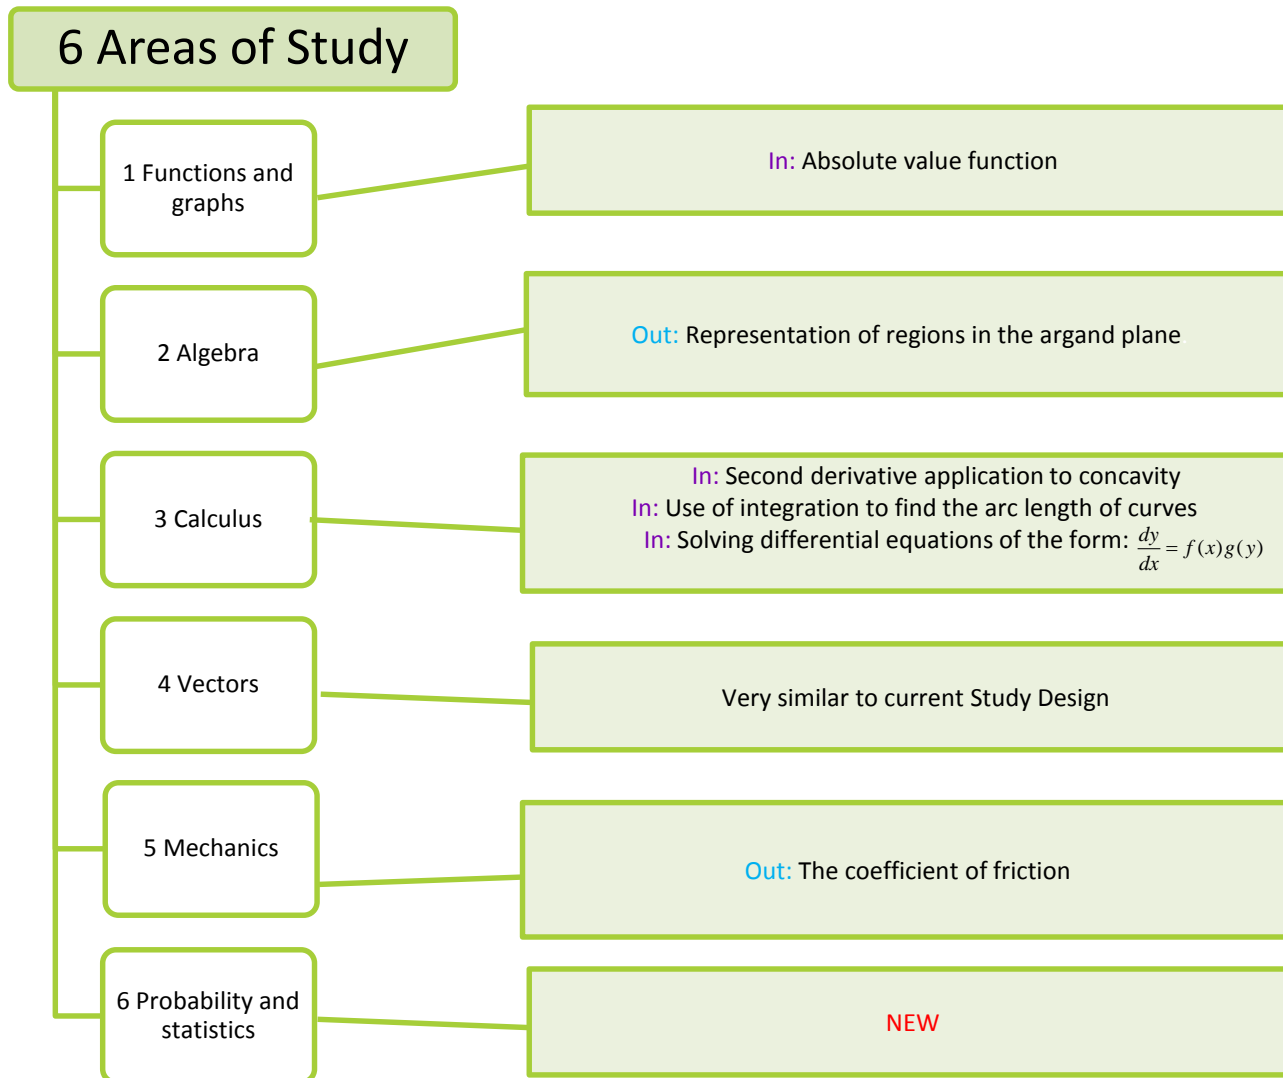 6 Areas of Study
1 Functions and
graphs
In: Absolute value function
2 Algebra
Out: Representation of regions in the argand plane
3 Calculus
In: Second derivative application to concavity
In: Use of integration to find the arc length of curves
In: Solving differential equations of the form: dy/dx = f(x)g(y)
4 Vectors
Very similar to current Study Design
5 Mechanics
Out: The coefficient of friction
6 Probability and
statistics
NEW